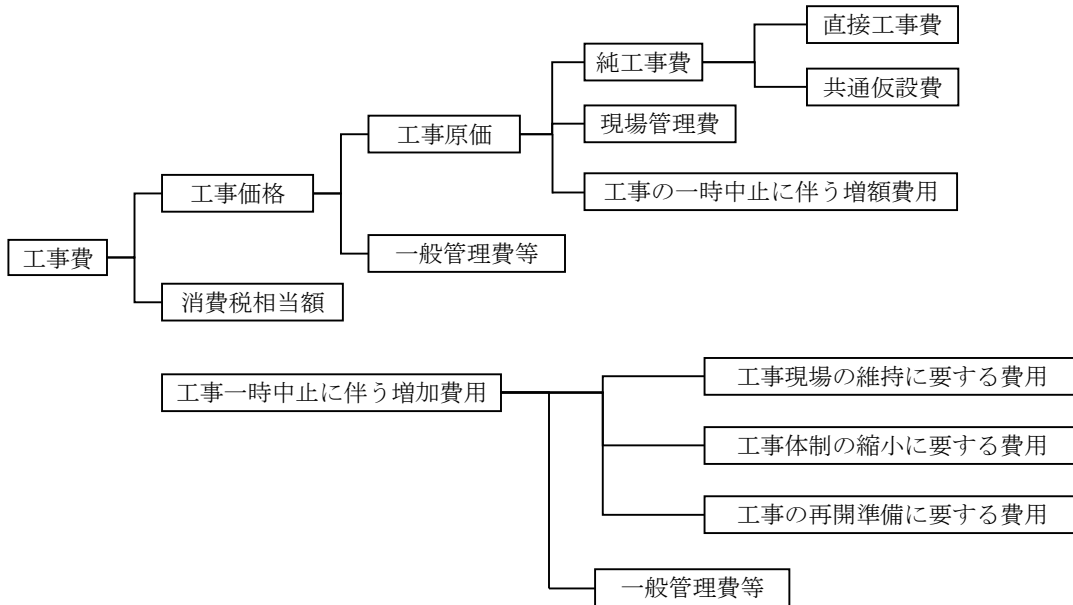 直接工事費
純工事費
共通仮設費
現場管理費
工事原価
工事の一時中止に伴う増額費用
工事価格
一般管理費等
工事費
消費税相当額
工事現場の維持に要する費用
工事一時中止に伴う増加費用
工事体制の縮小に要する費用
工事の再開準備に要する費用
一般管理費等